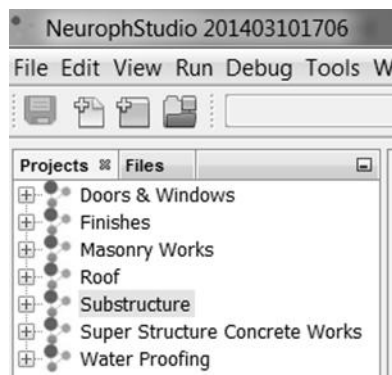 NeurophStudio 201403101706
File Edit View Run Debug Tools W
Projects Files
Doors & Windows
Finishes
Masonry Works
Roof
Substructure
Super Structure Concrete Works
Water Proofing